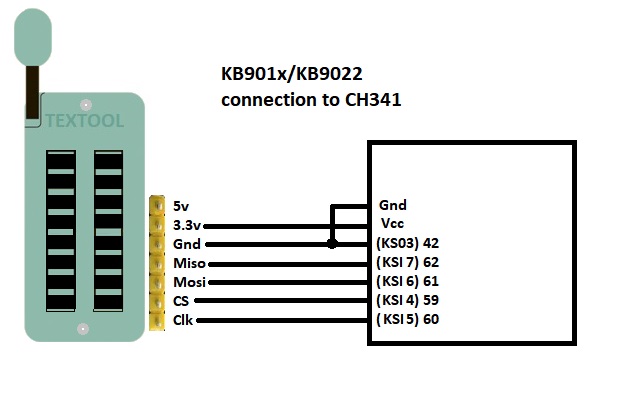 KB901x/KB9022
connection to CH341
TEXTOOL
5v
3.3v
Gnd
Miso
Mosi
CS
Clk
Gnd
Vcc
(KS03) 42
(KSI 7) 62
(KSI 6) 61
(KSI 4) 59
(KSI 5) 60